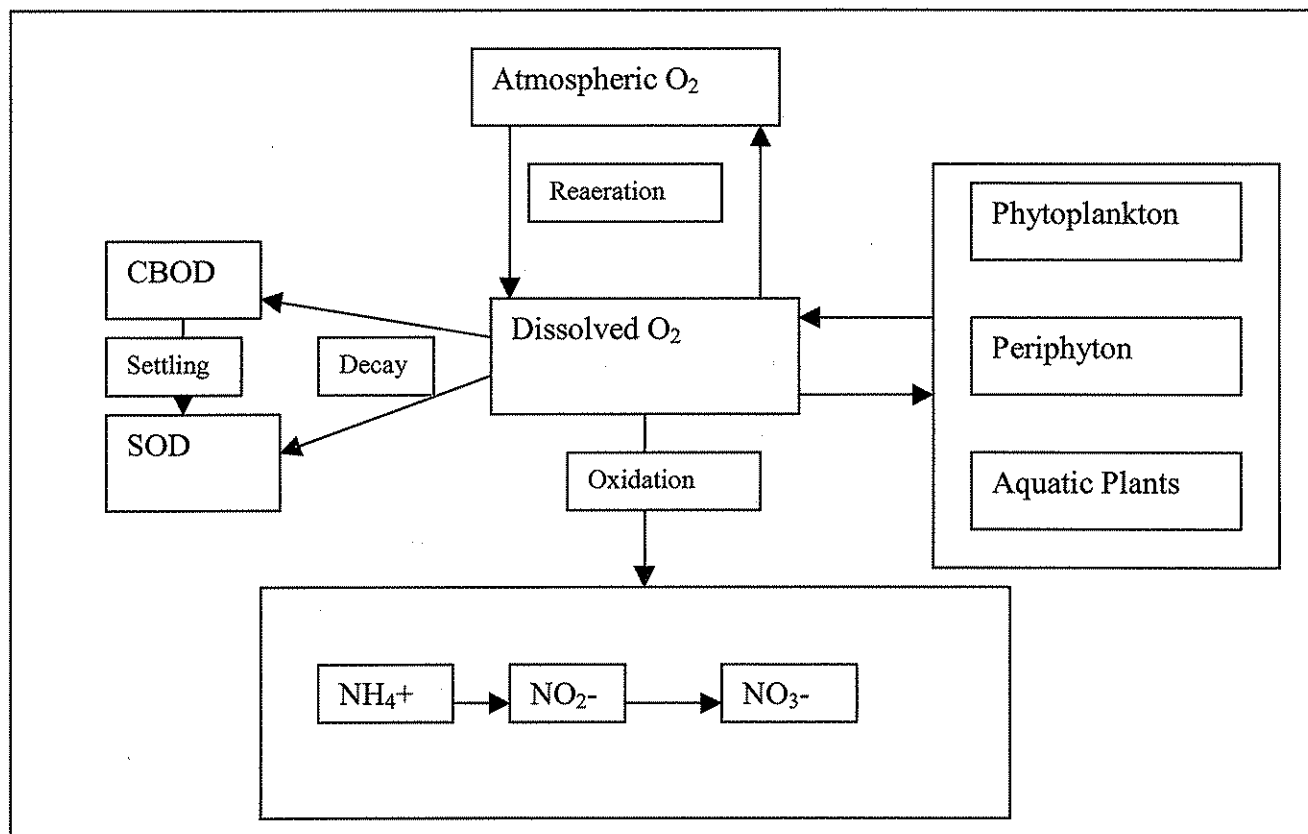 Atmospheric O₂
Reaeration
Phytoplankton
CBOD
Dissolved O₂
Periphyton
Settling
Decay
SOD
Oxidation
Aquatic Plants
NH₄+
NO₂-
NO₃-